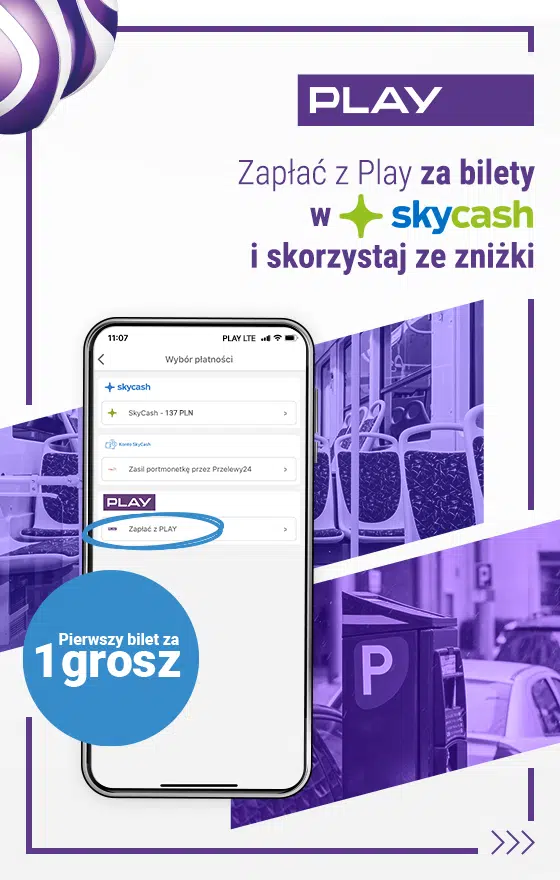 PLAY
Zapłać z Play za bilety
w skycash
i skorzystaj ze zniżki
11:07 PLAY LTE
Wybór płatności
skycash
SkyCash - 137 PLN >
Konto SkyCash
Zasil portmonetkę przez Przelewy24 >
PLAY
Zapłać z PLAY >
Pierwszy bilet za
1 grosz
P